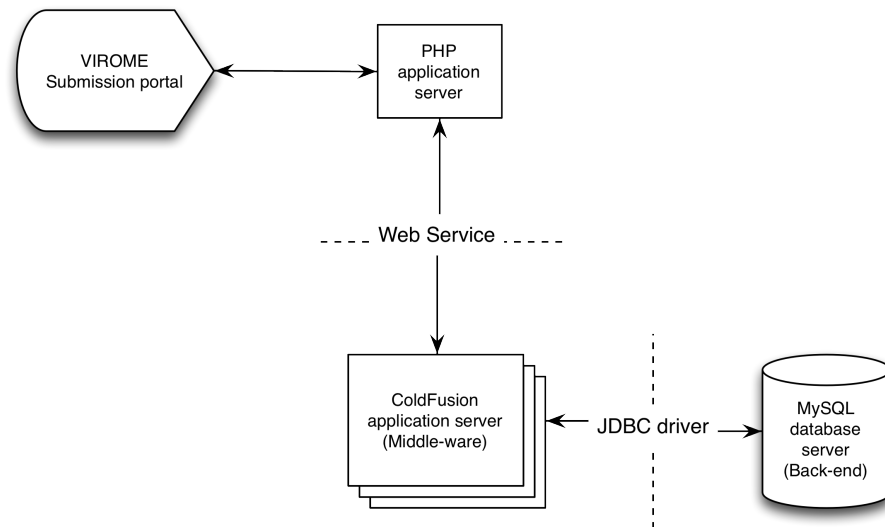 VIROME
Submission portal
PHP
application
server
Web Service
ColdFusion
application server
(Middle-ware)
JDBC driver
MySQL
database
server
(Back-end)